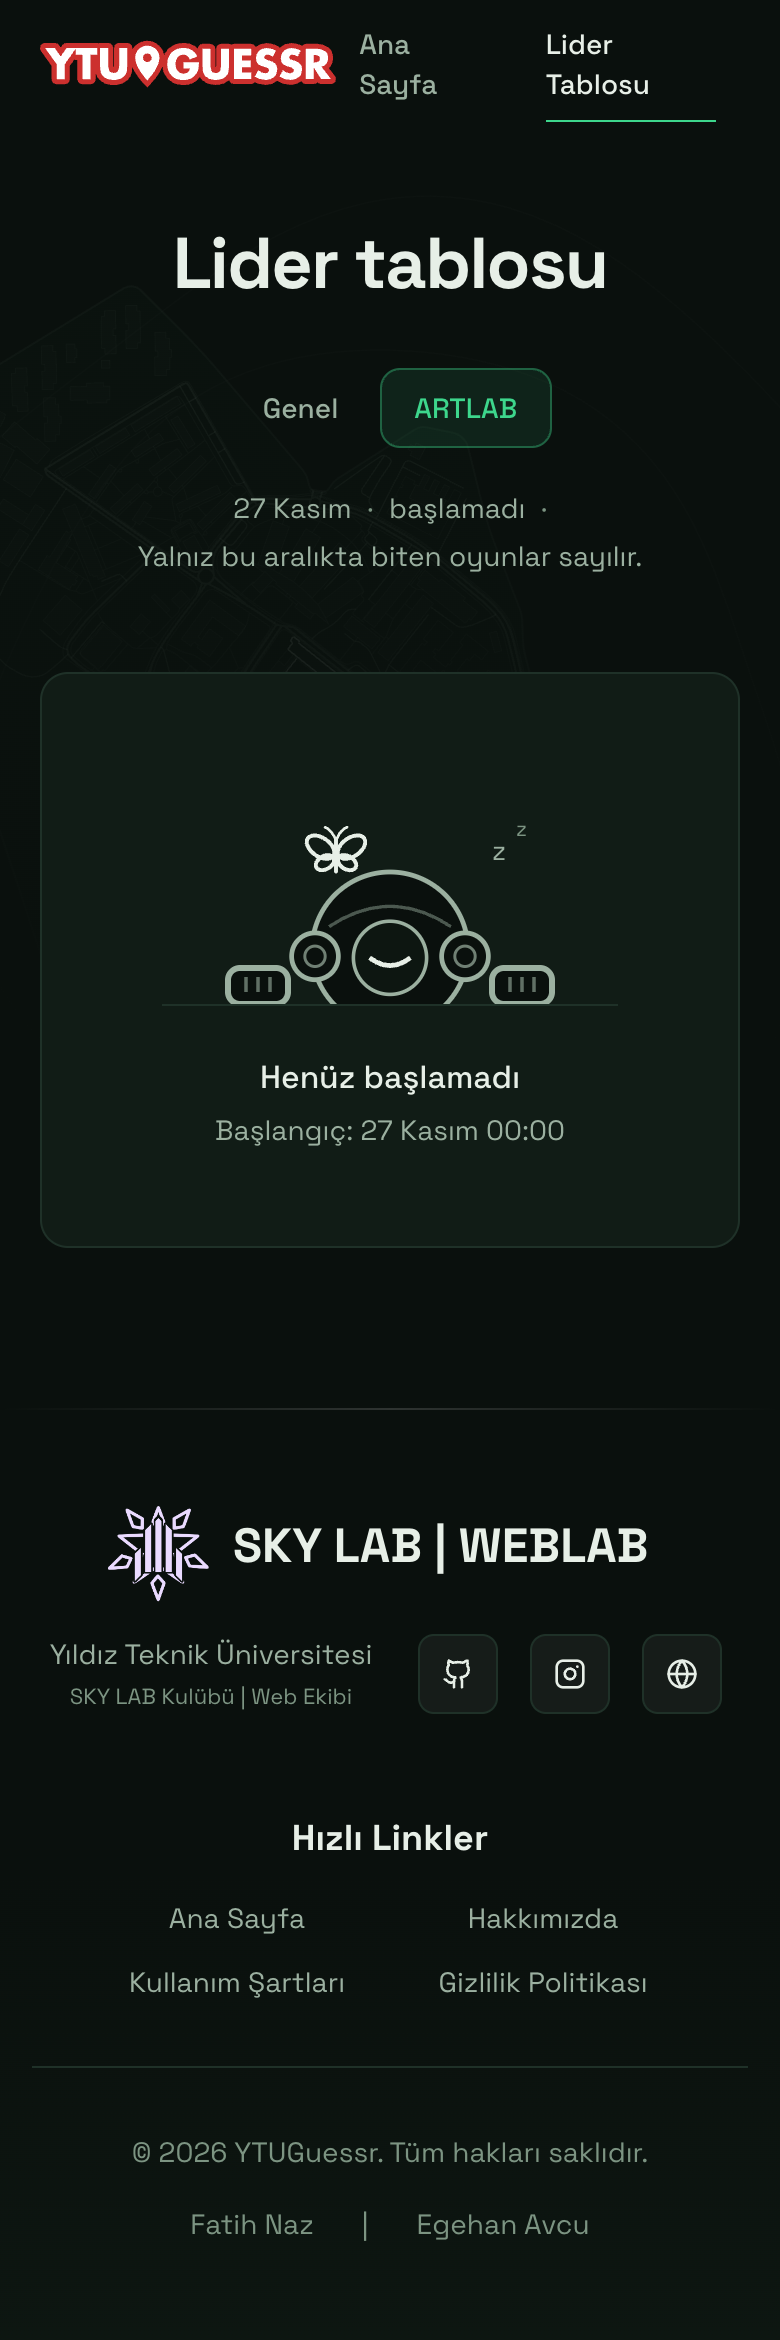 YTUGUESSR
Ana Sayfa
Lider Tablosu
Lider tablosu
Genel
ARTLAB
27 Kasım · başlamadı ·
Yalnız bu aralıkta biten oyunlar sayılır.
z
z
Henüz başlamadı
Başlangıç: 27 Kasım 00:00
SKY LAB | WEBLAB
Yıldız Teknik Üniversitesi
SKY LAB Kulübü | Web Ekibi
Hızlı Linkler
Ana Sayfa
Hakkımızda
Kullanım Şartları
Gizlilik Politikası
© 2026 YTUGuessr. Tüm hakları saklıdır.
Fatih Naz | Egehan Avcu